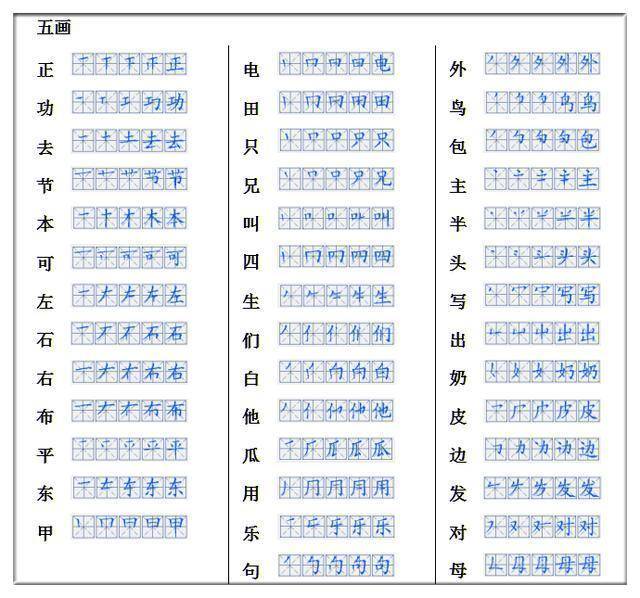 五画
正
功
去
节
本
可
左
石
右
布
平
东
甲
电
田
只
兄
叫
四
生
们
白
他
瓜
用
乐
句
外
鸟
包
主
半
头
写
出
奶
皮
边
发
对
母